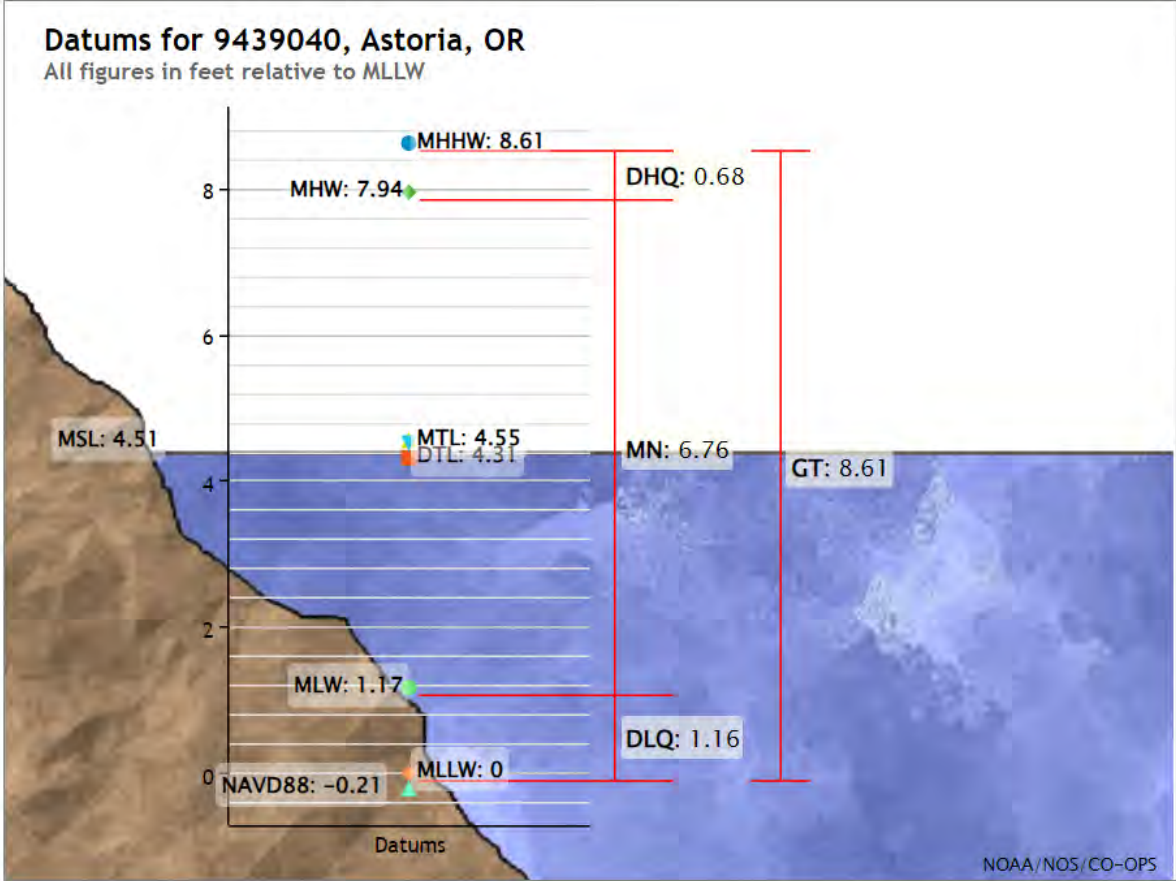 Datums for 9439040, Astoria, OR
All figures in feet relative to MLLW
MHHW: 8.61
DHQ: 0.68
8
MHW: 7.94
6
MSL: 4.51
MTL: 4.55
DTL: 4.31
MN: 6.76
GT: 8.61
4
2
MLW: 1.17
DLQ: 1.16
0
MLLW: 0
NAVD88: −0.21
Datums
NOAA/NOS/CO-OPS